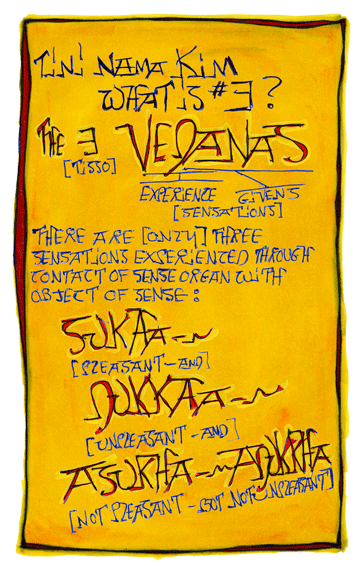 TINI NAMA KIM
WHAT IS #3?
THE 3 VEDANAS
[TISSO]
EXPERIENCE GIVENS
[SENSATIONS]
THERE ARE [ONLY] THREE
SENSATIONS EXPERIENCED THROUGH
CONTACT OF SENSE ORGAN WITH
OBJECT OF SENSE:
SUKHA-~
[PLEASANT-AND]
DUKKHA-~
[UNPLEASANT-AND]
ASUKHA-~ADUKKHA
[NOT PLEASANT-BUT NOT UNPLEASANT]